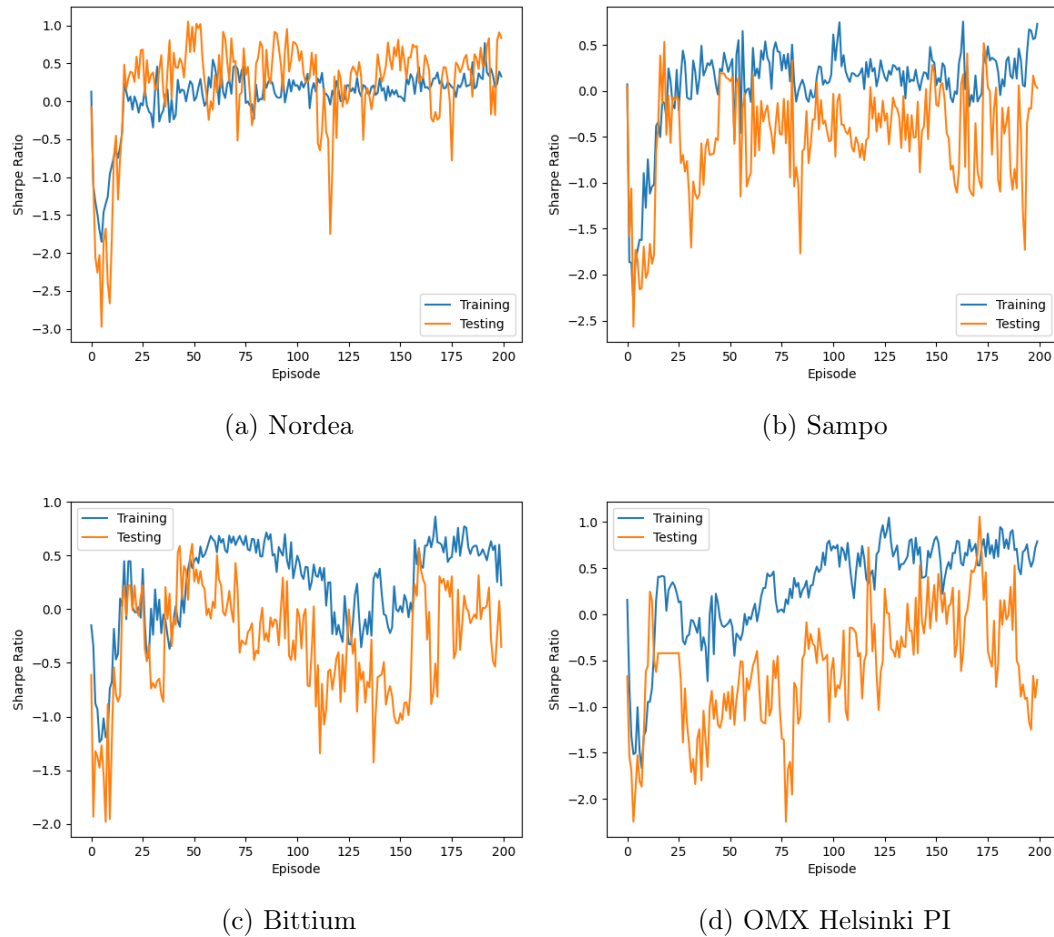 1.0
0.5
0.0
−0.5
−1.0
−1.5
−2.0
−2.5
−3.0
Sharpe Ratio
Training
Testing
0 25 50 75 100 125 150 175 200
Episode
(a) Nordea
0.5
0.0
−0.5
−1.0
−1.5
−2.0
−2.5
Sharpe Ratio
Training
Testing
0 25 50 75 100 125 150 175 200
Episode
(b) Sampo
1.0
0.5
0.0
−0.5
−1.0
−1.5
−2.0
Sharpe Ratio
Training
Testing
0 25 50 75 100 125 150 175 200
Episode
(c) Bittium
1.0
0.5
0.0
−0.5
−1.0
−1.5
−2.0
Sharpe Ratio
Training
Testing
0 25 50 75 100 125 150 175 200
Episode
(d) OMX Helsinki PI